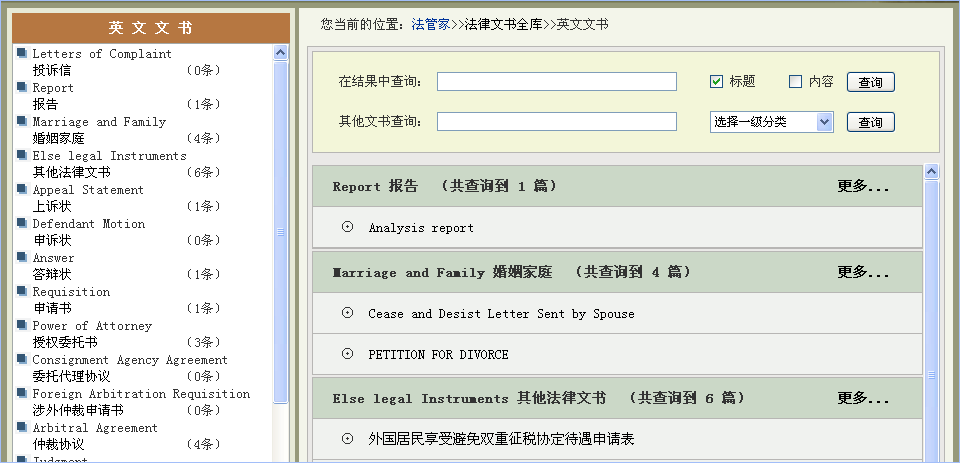 英 文 文 书
Letters of Complaint
投诉信 (0条)
Report
报告 (1条)
Marriage and Family
婚姻家庭 (4条)
Else legal Instruments
其他法律文书 (6条)
Appeal Statement
上诉状 (1条)
Defendant Motion
申诉状 (0条)
Answer
答辩状 (1条)
Requisition
申请书 (1条)
Power of Attorney
授权委托书 (3条)
Consignment Agency Agreement
委托代理协议 (0条)
Foreign Arbitration Requisition
涉外仲裁申请书 (0条)
Arbitral Agreement
仲裁协议 (4条)
Judgment
您当前的位置：法管家>>法律文书全库>>英文文书
在结果中查询： 标题 内容 查询
其他文书查询： 选择一级分类 查询
Report 报告 (共查询到 1 篇) 更多...
Analysis report
Marriage and Family 婚姻家庭 (共查询到 4 篇) 更多...
Cease and Desist Letter Sent by Spouse
PETITION FOR DIVORCE
Else legal Instruments 其他法律文书 (共查询到 6 篇) 更多...
外国居民享受避免双重征税协定待遇申请表